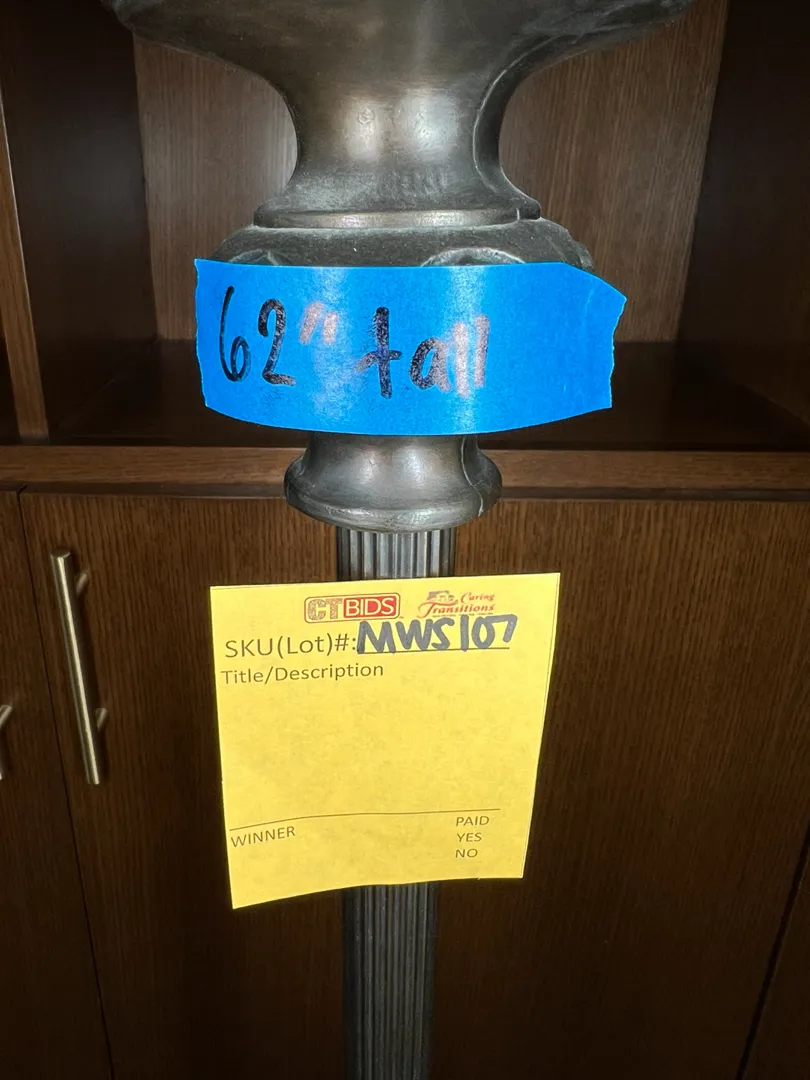 62" tall
CTBIDS Caring
Transitions
SKU(Lot)#: MWS107
Title/Description
WINNER
PAID
YES
NO